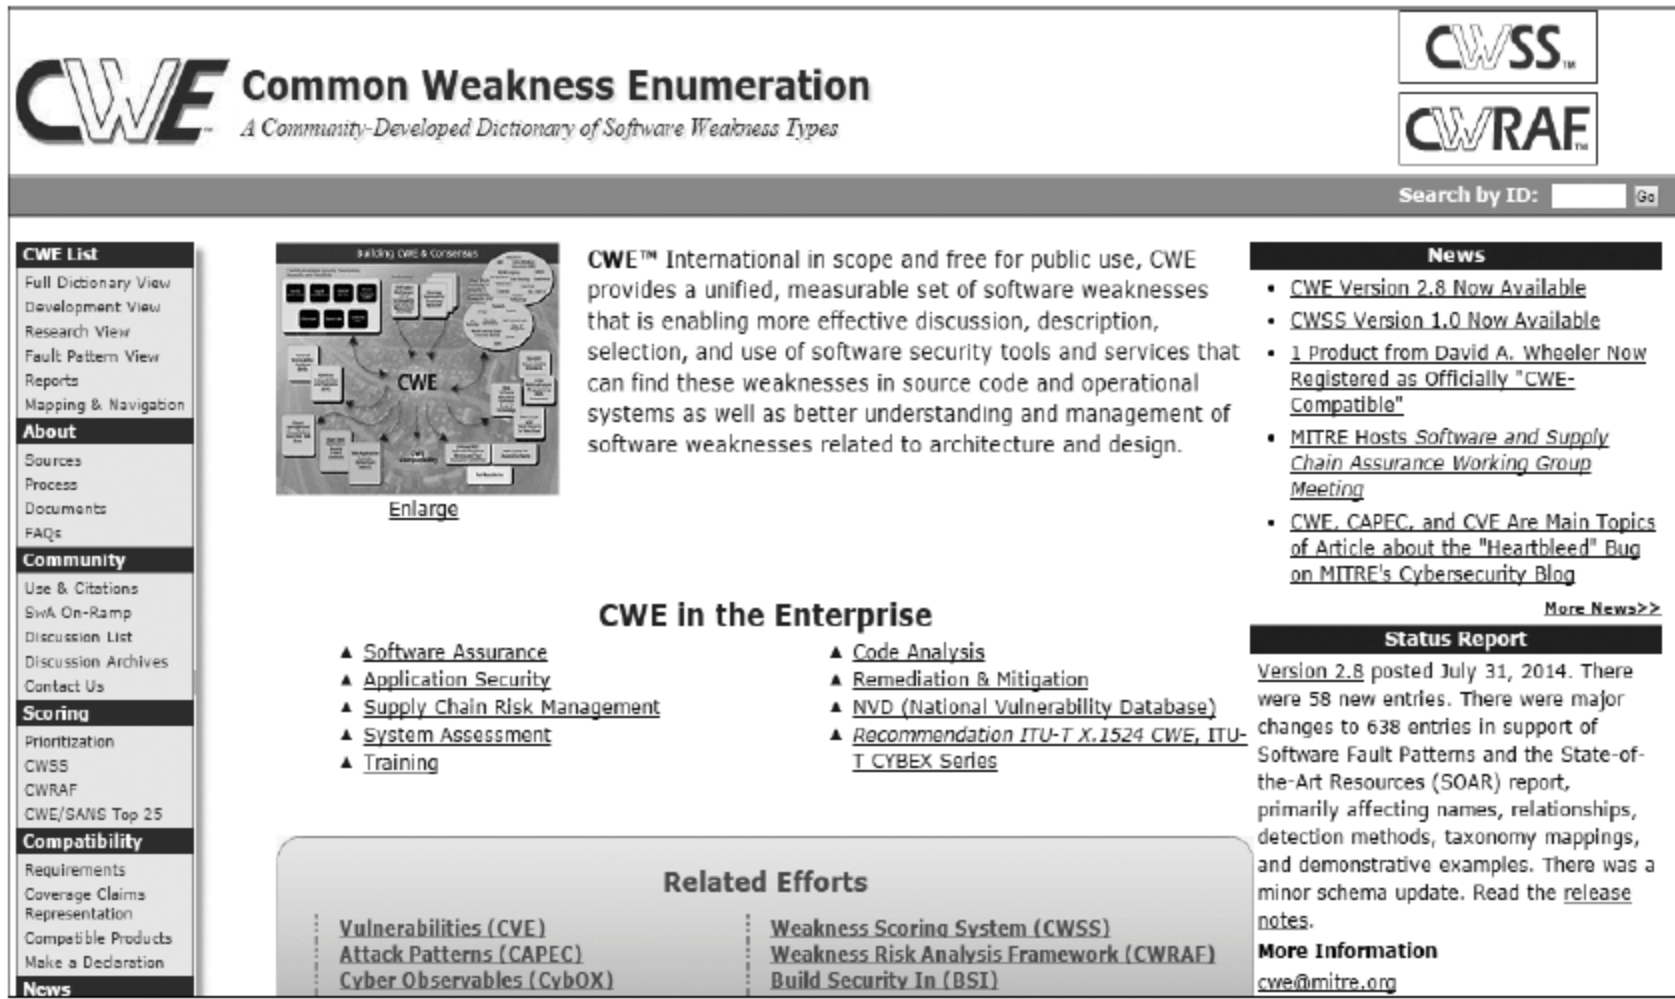 CWE Common Weakness Enumeration
A Community-Developed Dictionary of Software Weakness Types
CWSS™
CWRAF™
Search by ID: Go
CWE List
Full Dictionary View
Development View
Research View
Fault Pattern View
Reports
Mapping & Navigation
About
Sources
Process
Documents
FAQs
Community
Use & Citations
SwA On-Ramp
Discussion List
Discussion Archives
Contact Us
Scoring
Prioritization
CWSS
CWRAF
CWE/SANS Top 25
Compatibility
Requirements
Coverage Claims
Representation
Compatible Products
Make a Declaration
News
Building CWE & Consensus
CWE
Enlarge
CWE™ International in scope and free for public use, CWE
provides a unified, measurable set of software weaknesses
that is enabling more effective discussion, description,
selection, and use of software security tools and services that
can find these weaknesses in source code and operational
systems as well as better understanding and management of
software weaknesses related to architecture and design.
CWE in the Enterprise
▲ Software Assurance
▲ Application Security
▲ Supply Chain Risk Management
▲ System Assessment
▲ Training
▲ Code Analysis
▲ Remediation & Mitigation
▲ NVD (National Vulnerability Database)
▲ Recommendation ITU-T X.1524 CWE, ITU-
T CYBEX Series
Related Efforts
Vulnerabilities (CVE)
Attack Patterns (CAPEC)
Cyber Observables (CybOX)
Weakness Scoring System (CWSS)
Weakness Risk Analysis Framework (CWRAF)
Build Security In (BSI)
News
• CWE Version 2.8 Now Available
• CWSS Version 1.0 Now Available
• 1 Product from David A. Wheeler Now
Registered as Officially "CWE-
Compatible"
• MITRE Hosts Software and Supply
Chain Assurance Working Group
Meeting
• CWE, CAPEC, and CVE Are Main Topics
of Article about the "Heartbleed" Bug
on MITRE's Cybersecurity Blog
More News>>
Status Report
Version 2.8 posted July 31, 2014. There
were 58 new entries. There were major
changes to 638 entries in support of
Software Fault Patterns and the State-of-
the-Art Resources (SOAR) report,
primarily affecting names, relationships,
detection methods, taxonomy mappings,
and demonstrative examples. There was a
minor schema update. Read the release
notes.
More Information
cwe@mitre.org